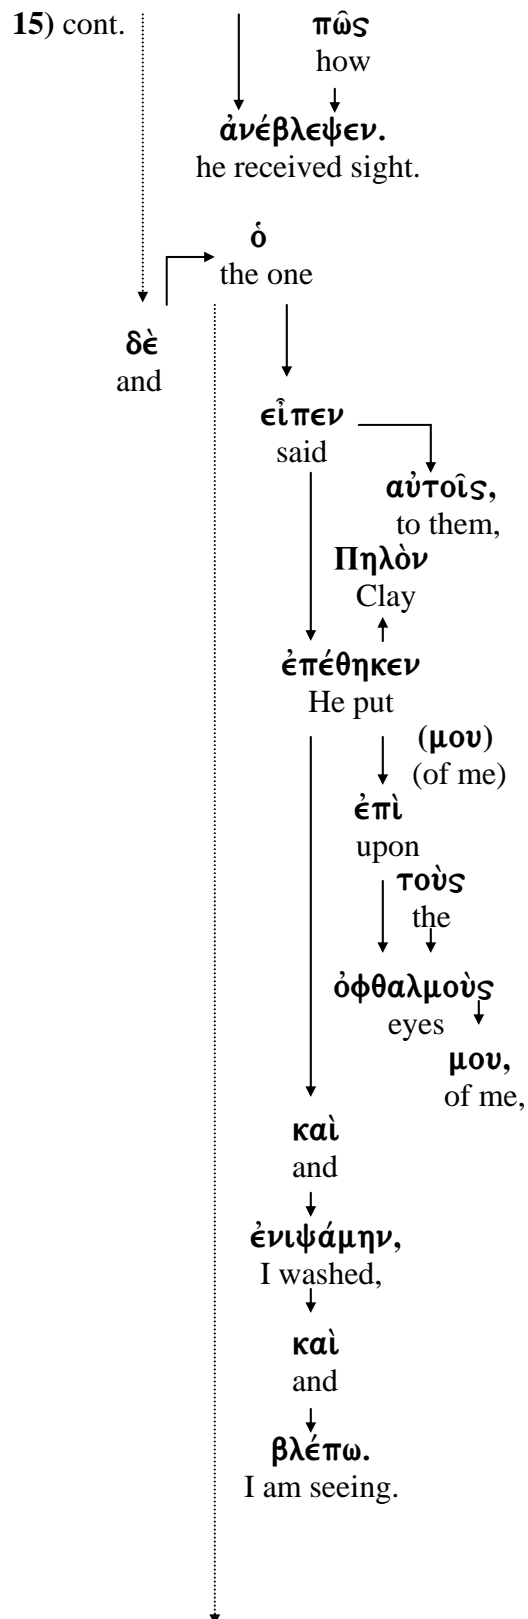 15) cont.
πῶς
how
ἀνέβλεψεν.
he received sight.
ὁ
the one
δὲ
and
εἶπεν
said
αὐτοῖς,
to them,
Πηλὸν
Clay
ἐπέθηκεν
He put
(μου)
(of me)
ἐπὶ
upon
τοὺς
the
ὀφθαλμοὺς
eyes
μου,
of me,
καὶ
and
ἐνιψάμην,
I washed,
καὶ
and
βλέπω.
I am seeing.